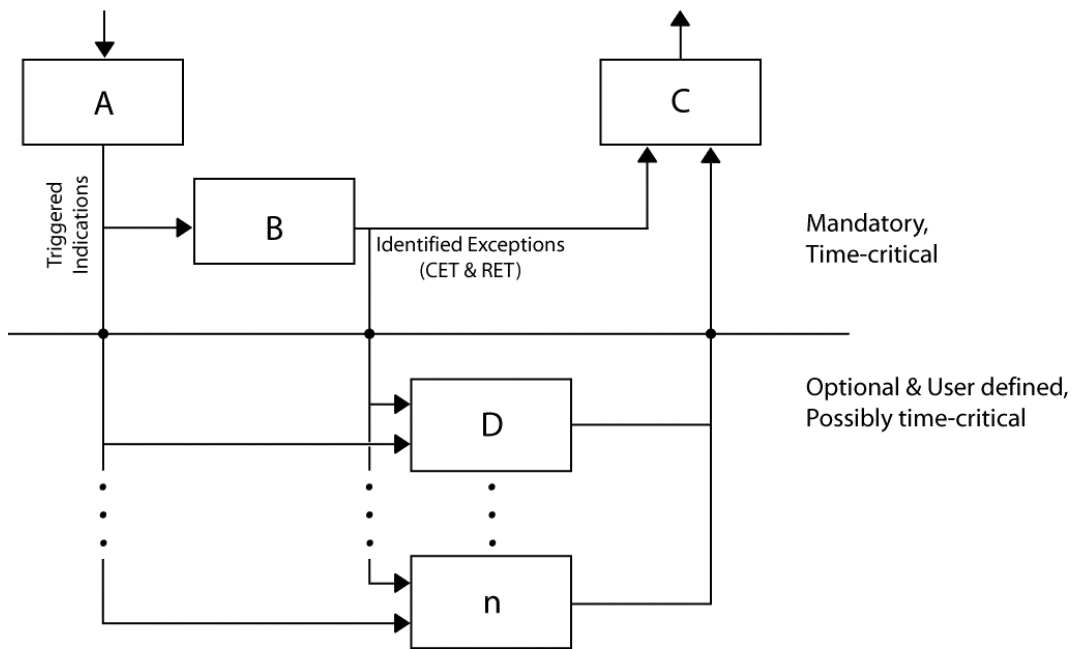 A
C
Triggered
Indications
B
Identified Exceptions
(CET & RET)
Mandatory,
Time-critical
Optional & User defined,
Possibly time-critical
D
n